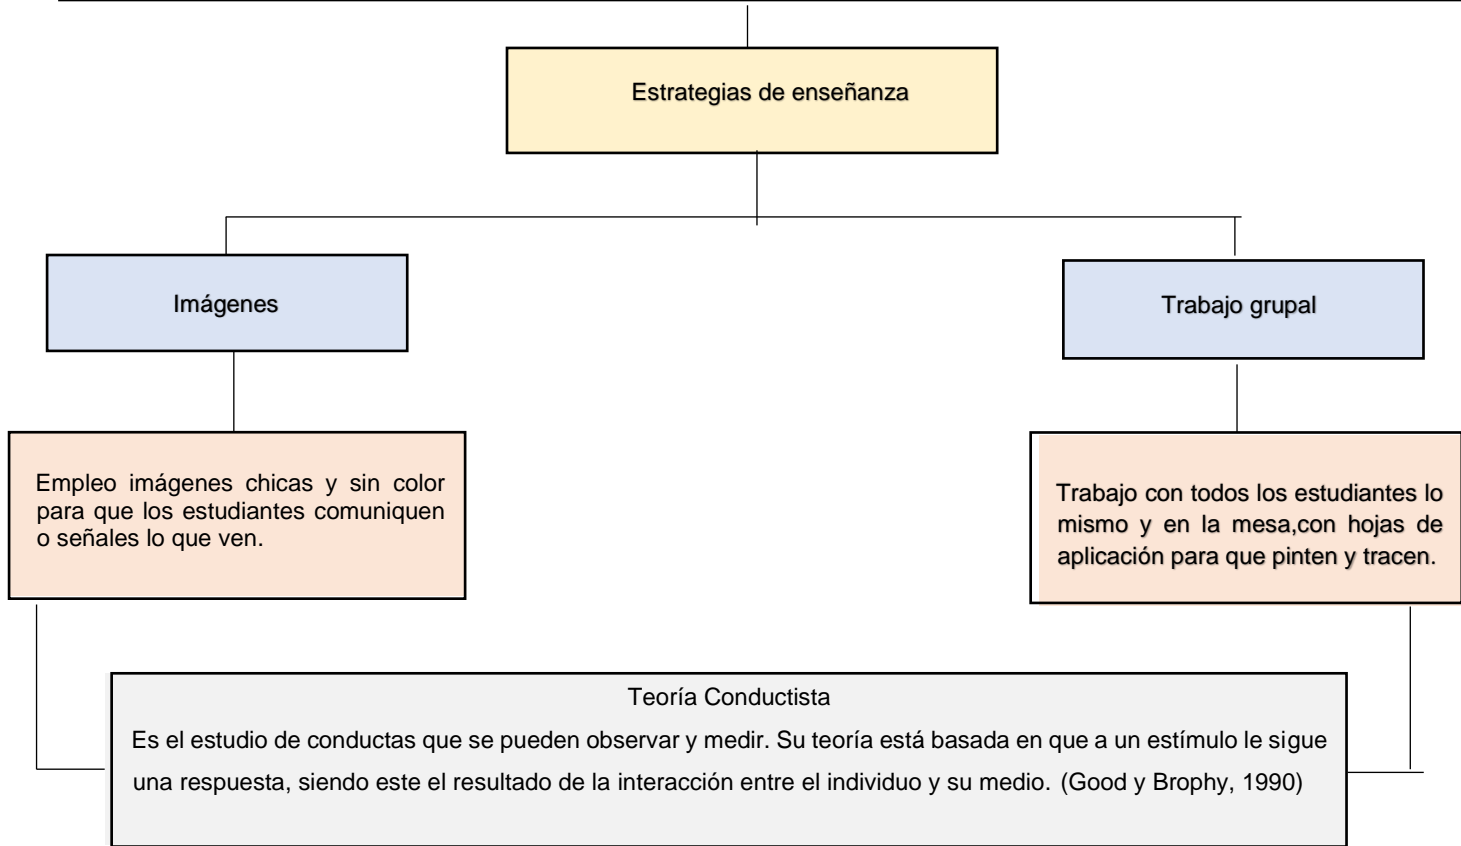 Estrategias de enseñanza
Imágenes
Trabajo grupal
Empleo imágenes chicas y sin color
para que los estudiantes comuniquen
o señales lo que ven.
Trabajo con todos los estudiantes lo
mismo y en la mesa,con hojas de
aplicación para que pinten y tracen.
Teoría Conductista
Es el estudio de conductas que se pueden observar y medir. Su teoría está basada en que a un estímulo le sigue
una respuesta, siendo este el resultado de la interacción entre el individuo y su medio. (Good y Brophy, 1990)